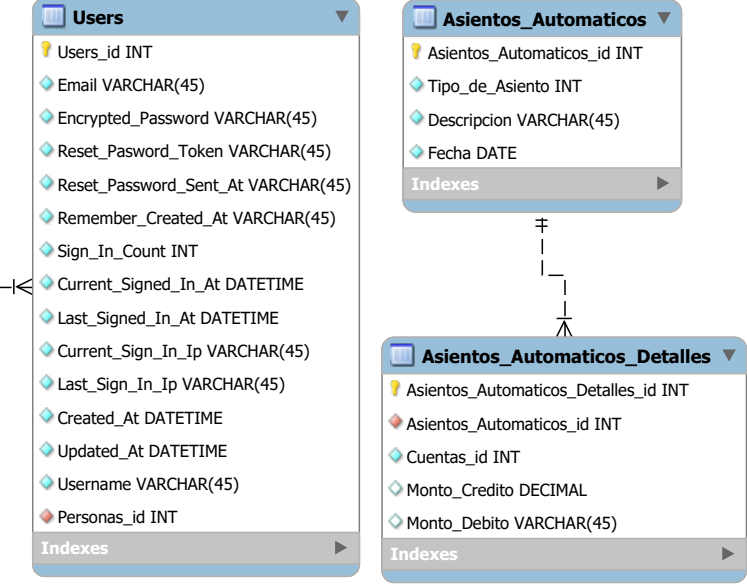 Users
Users_id INT
Email VARCHAR(45)
Encrypted_Password VARCHAR(45)
Reset_Pasword_Token VARCHAR(45)
Reset_Password_Sent_At VARCHAR(45)
Remember_Created_At VARCHAR(45)
Sign_In_Count INT
Current_Signed_In_At DATETIME
Last_Signed_In_At DATETIME
Current_Sign_In_Ip VARCHAR(45)
Last_Sign_In_Ip VARCHAR(45)
Created_At DATETIME
Updated_At DATETIME
Username VARCHAR(45)
Personas_id INT
Indexes
Asientos_Automaticos
Asientos_Automaticos_id INT
Tipo_de_Asiento INT
Descripcion VARCHAR(45)
Fecha DATE
Indexes
Asientos_Automaticos_Detalles
Asientos_Automaticos_Detalles_id INT
Asientos_Automaticos_id INT
Cuentas_id INT
Monto_Credito DECIMAL
Monto_Debito VARCHAR(45)
Indexes